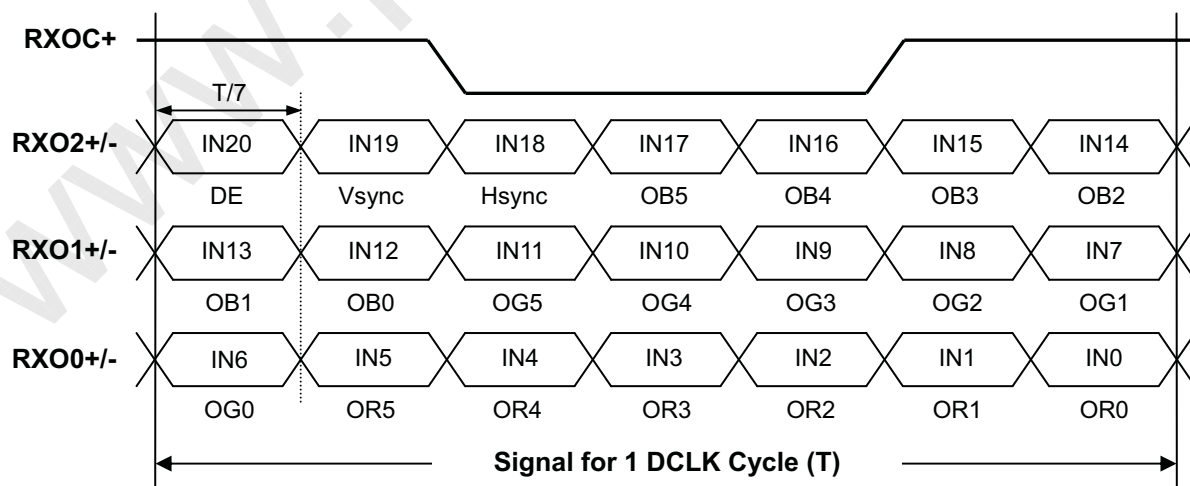 RXOC+
T/7
RXO2+/- IN20 IN19 IN18 IN17 IN16 IN15 IN14
DE Vsync Hsync OB5 OB4 OB3 OB2
RXO1+/- IN13 IN12 IN11 IN10 IN9 IN8 IN7
OB1 OB0 OG5 OG4 OG3 OG2 OG1
RXO0+/- IN6 IN5 IN4 IN3 IN2 IN1 IN0
OG0 OR5 OR4 OR3 OR2 OR1 OR0
Signal for 1 DCLK Cycle (T)